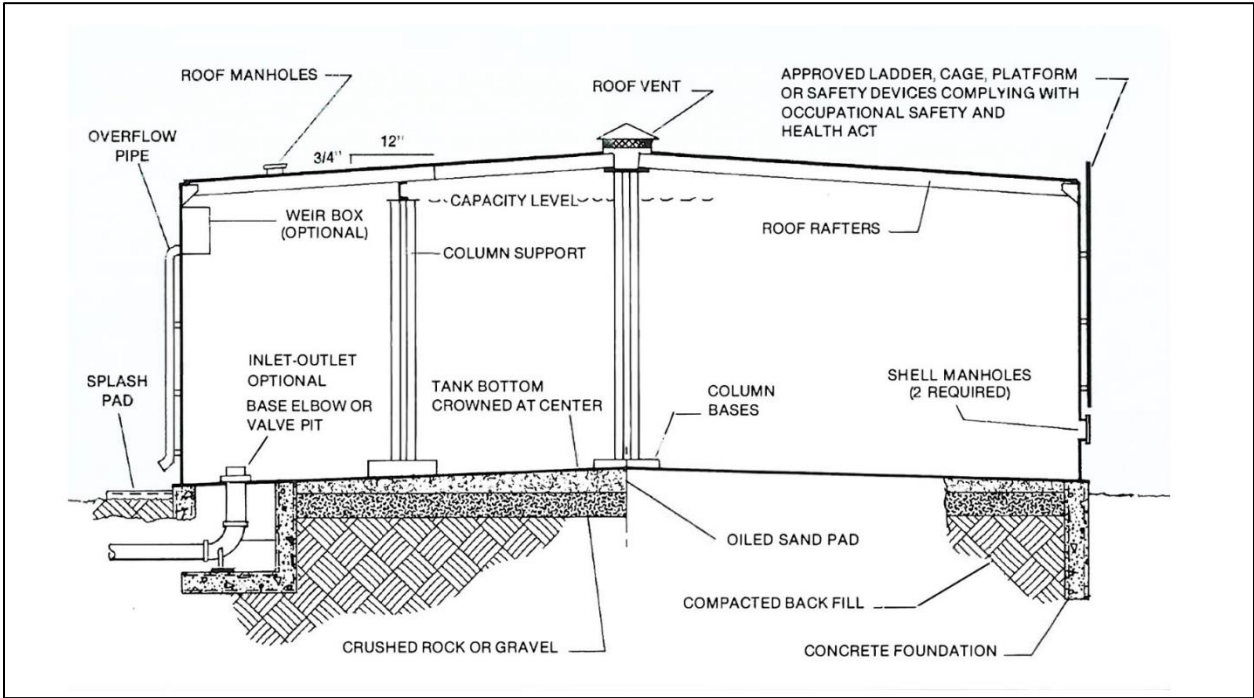 ROOF MANHOLES
ROOF VENT
APPROVED LADDER, CAGE, PLATFORM
OR SAFETY DEVICES COMPLYING WITH
OCCUPATIONAL SAFETY AND
HEALTH ACT
OVERFLOW
PIPE
12"
3/4"
CAPACITY LEVEL
WEIR BOX
(OPTIONAL)
ROOF RAFTERS
COLUMN SUPPORT
SPLASH
PAD
INLET-OUTLET
OPTIONAL
BASE ELBOW OR
VALVE PIT
TANK BOTTOM
CROWNED AT CENTER
COLUMN
BASES
SHELL MANHOLES
(2 REQUIRED)
OILED SAND PAD
COMPACTED BACK FILL
CRUSHED ROCK OR GRAVEL
CONCRETE FOUNDATION